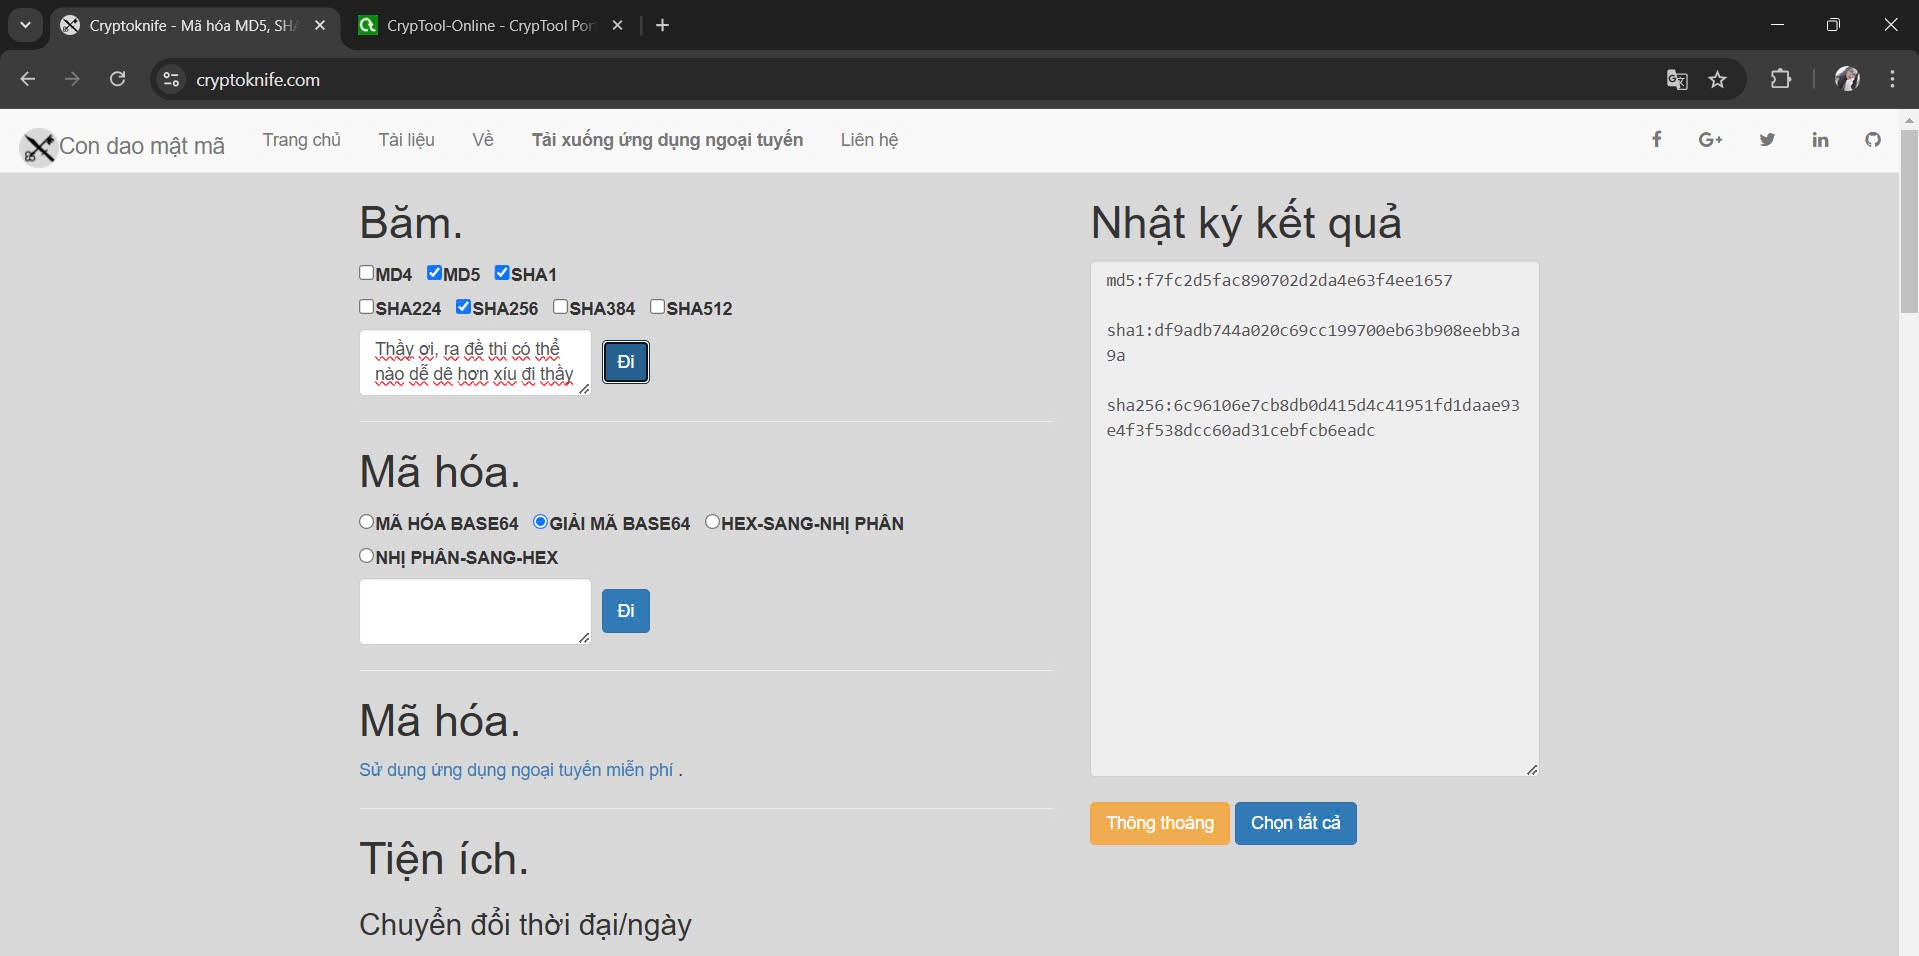 Cryptoknife - Mã hóa MD5, SH
CrypTool-Online - CrypTool Por
cryptoknife.com
Con dao mật mã
Trang chủ
Tài liệu
Về
Tải xuống ứng dụng ngoại tuyến
Liên hệ
Băm.
MD4 MD5 SHA1
SHA224 SHA256 SHA384 SHA512
Thầy ơi, ra đề thi có thể
nào dễ dê hơn xíu đi thầy
Đi
Mã hóa.
MÃ HÓA BASE64 GIẢI MÃ BASE64 HEX-SANG-NHỊ PHÂN
NHỊ PHÂN-SANG-HEX
Đi
Mã hóa.
Sử dụng ứng dụng ngoại tuyến miễn phí .
Tiện ích.
Chuyển đổi thời đại/ngày
Nhật ký kết quả
md5:f7fc2d5fac890702d2da4e63f4ee1657
sha1:df9adb744a020c69cc199700eb63b908eebb3a
9a
sha256:6c96106e7cb8db0d415d4c41951fd1daae93
e4f3f538dcc60ad31cebfcb6eadc
Thông thoáng
Chọn tất cả